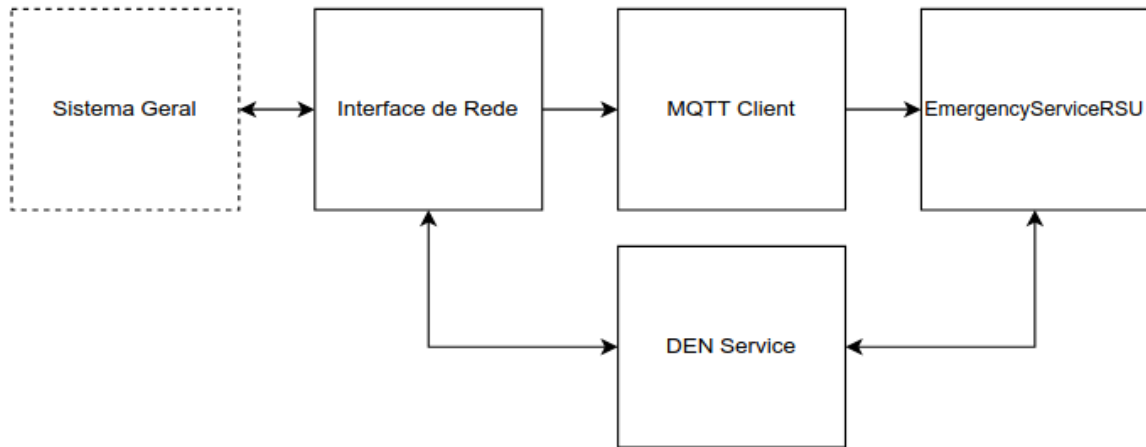 Sistema Geral
Interface de Rede
MQTT Client
EmergencyServiceRSU
DEN Service